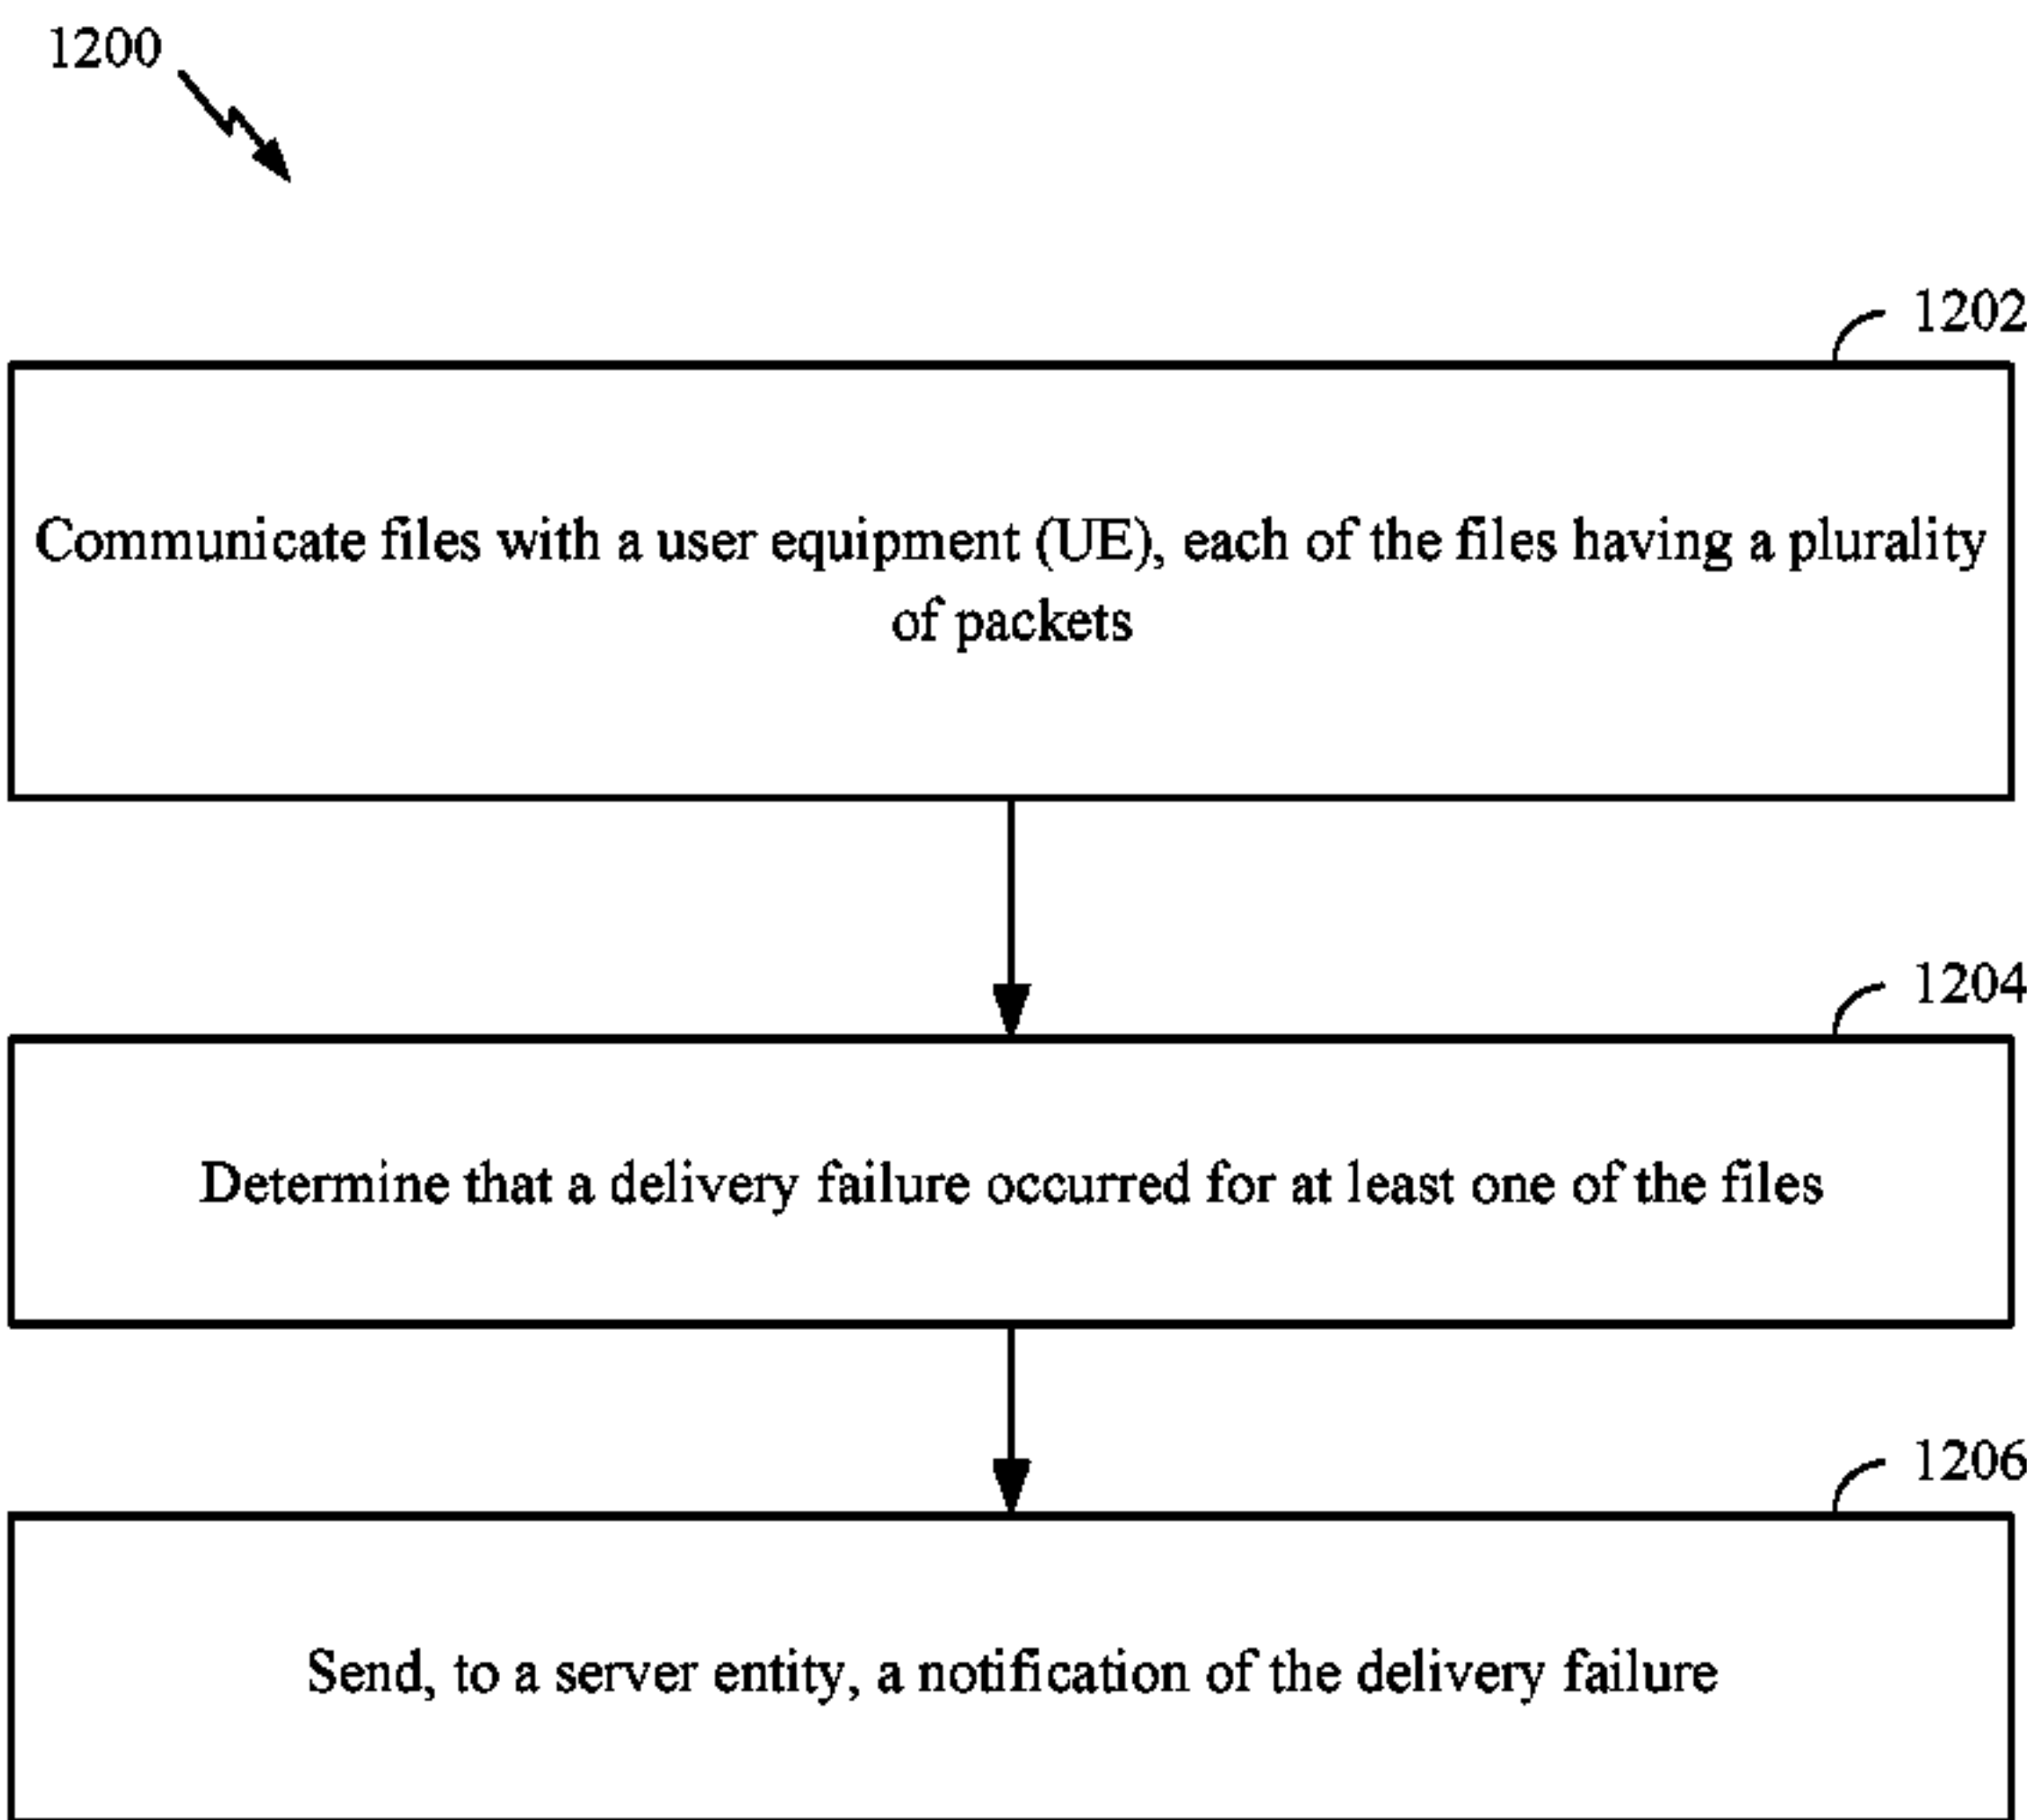 1200
1202
Communicate files with a user equipment (UE), each of the files having a plurality
of packets
1204
Determine that a delivery failure occurred for at least one of the files
1206
Send, to a server entity, a notification of the delivery failure